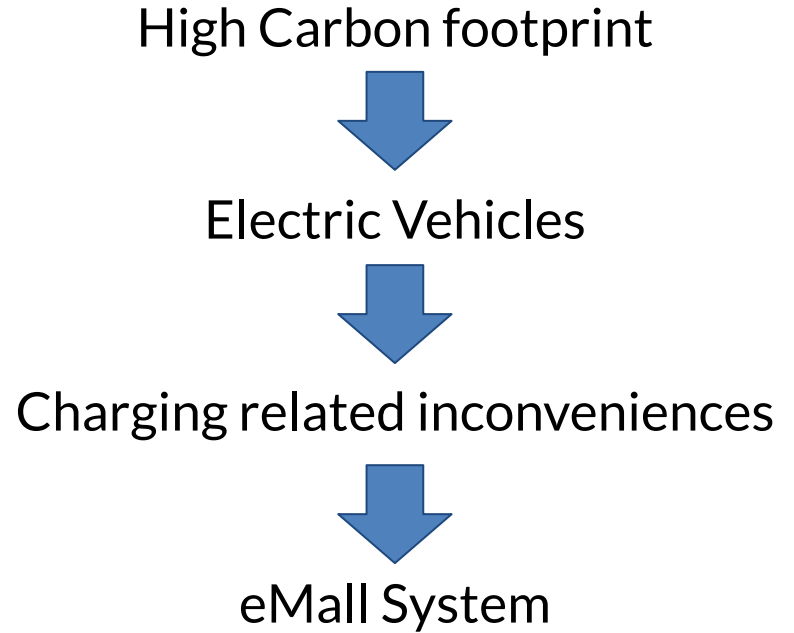 High Carbon footprint
Electric Vehicles
Charging related inconveniences
eMall System